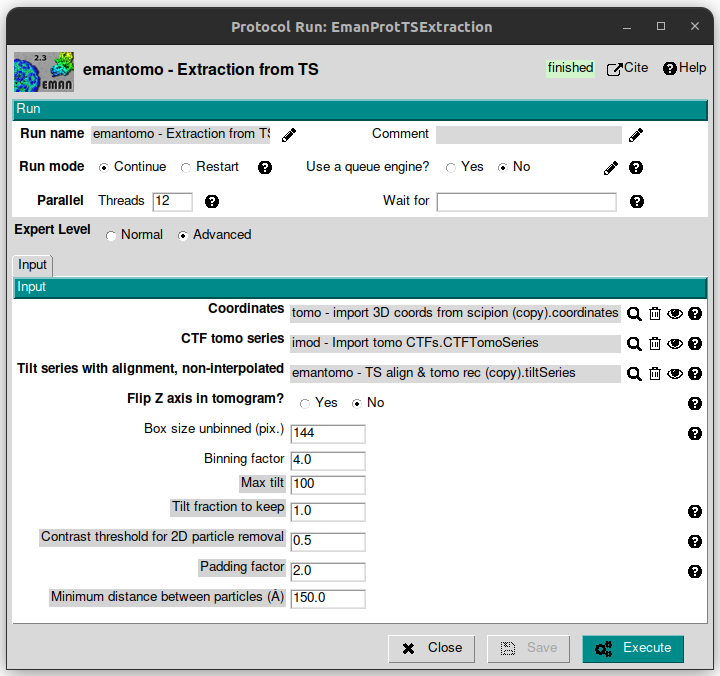 Protocol Run: EmanProtTSExtraction
2.3
EMAN
emantomo - Extraction from TS
finished Cite Help
Run
Run name emantomo - Extraction from TS Comment
Run mode Continue Restart Use a queue engine? Yes No
Parallel Threads 12 Wait for
Expert Level Normal Advanced
Input
Input
Coordinates tomo - import 3D coords from scipion (copy).coordinates
CTF tomo series imod - Import tomo CTFs.CTFTomoSeries
Tilt series with alignment, non-interpolated emantomo - TS align & tomo rec (copy).tiltSeries
Flip Z axis in tomogram? Yes No
Box size unbinned (pix.) 144
Binning factor 4.0
Max tilt 100
Tilt fraction to keep 1.0
Contrast threshold for 2D particle removal 0.5
Padding factor 2.0
Minimum distance between particles (Å) 150.0
Close Save Execute